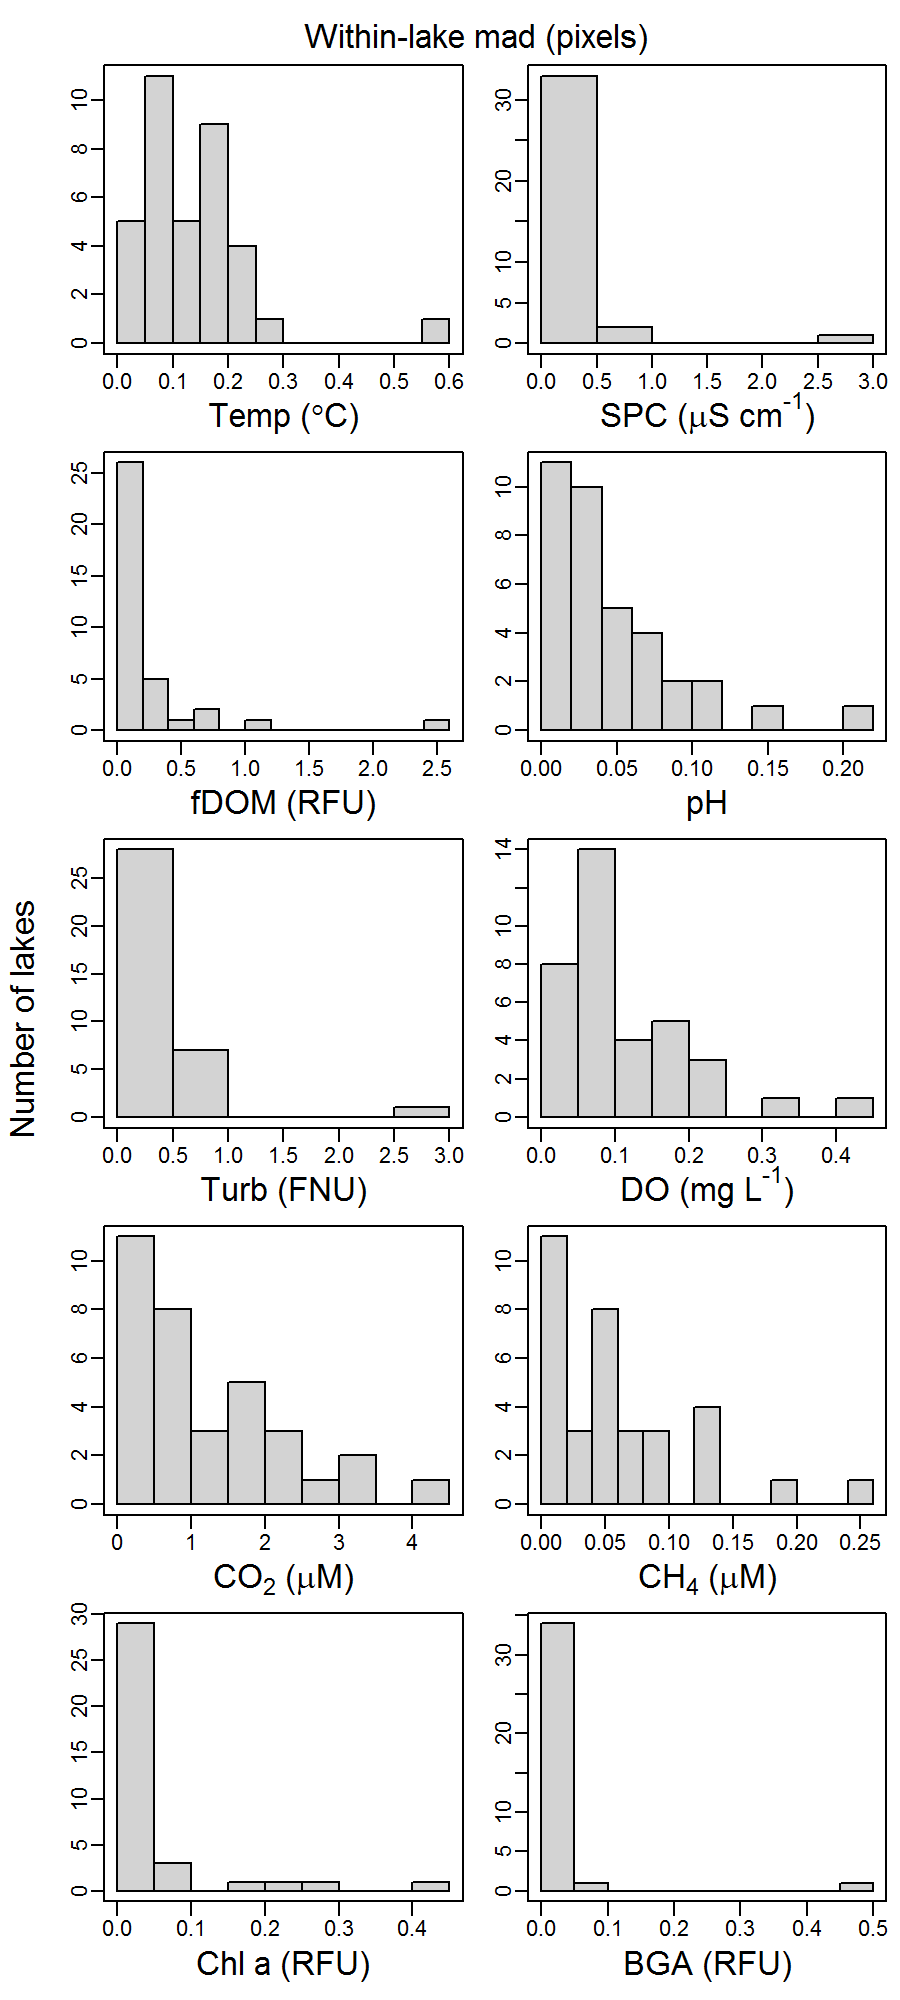 Within-lake mad (pixels)
Number of lakes
0 2 4 6 8 10
0.0 0.1 0.2 0.3 0.4 0.5 0.6
Temp (°C)
0 5 10 20 30
0.0 0.5 1.0 1.5 2.0 2.5 3.0
SPC (μS cm⁻¹)
0 5 10 15 20 25
0.0 0.5 1.0 1.5 2.0 2.5
fDOM (RFU)
0 2 4 6 8 10
0.00 0.05 0.10 0.15 0.20
pH
0 5 10 15 20 25
0.0 0.5 1.0 1.5 2.0 2.5 3.0
Turb (FNU)
0 2 4 6 8 10 14
0.0 0.1 0.2 0.3 0.4
DO (mg L⁻¹)
0 2 4 6 8 10
0 1 2 3 4
CO₂ (μM)
0 2 4 6 8 10
0.00 0.05 0.10 0.15 0.20 0.25
CH₄ (μM)
0 5 10 15 20 25 30
0.0 0.1 0.2 0.3 0.4
Chl a (RFU)
0 5 10 20 30
0.0 0.1 0.2 0.3 0.4 0.5
BGA (RFU)